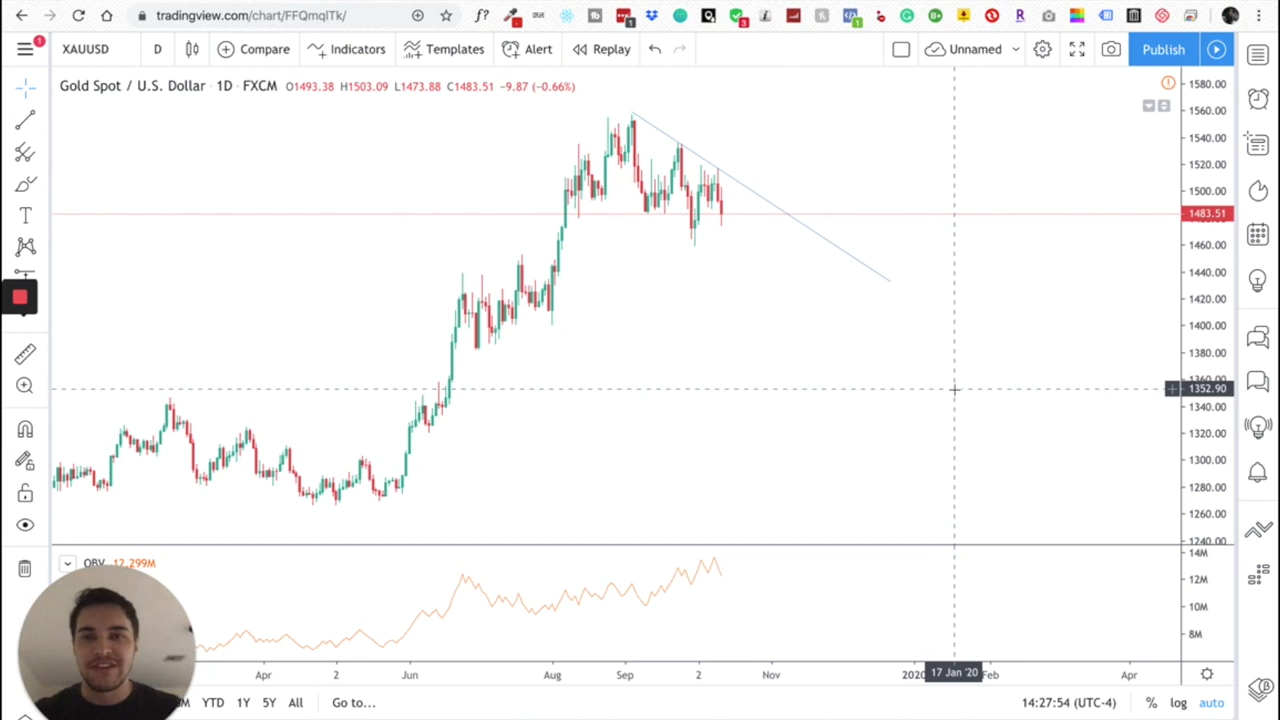 tradingview.com/chart/FFQmqITk/
XAUUSD D Compare Indicators Templates Alert Replay Unnamed Publish
Gold Spot / U.S. Dollar · 1D · FXCM O1493.38 H1503.09 L1473.88 C1483.51 −9.87 (−0.66%)
1580.00
1560.00
1540.00
1520.00
1500.00
1483.51
1460.00
1440.00
1420.00
1400.00
1380.00
1360.00
1352.90
1340.00
1320.00
1300.00
1280.00
1260.00
1240.00
OBV 12.299M
14M
12M
10M
8M
Apr 2 Jun Aug Sep 2 Nov 2020 17 Jan '20 Feb Apr
YTD 1Y 5Y All Go to... 14:27:54 (UTC-4) % log auto